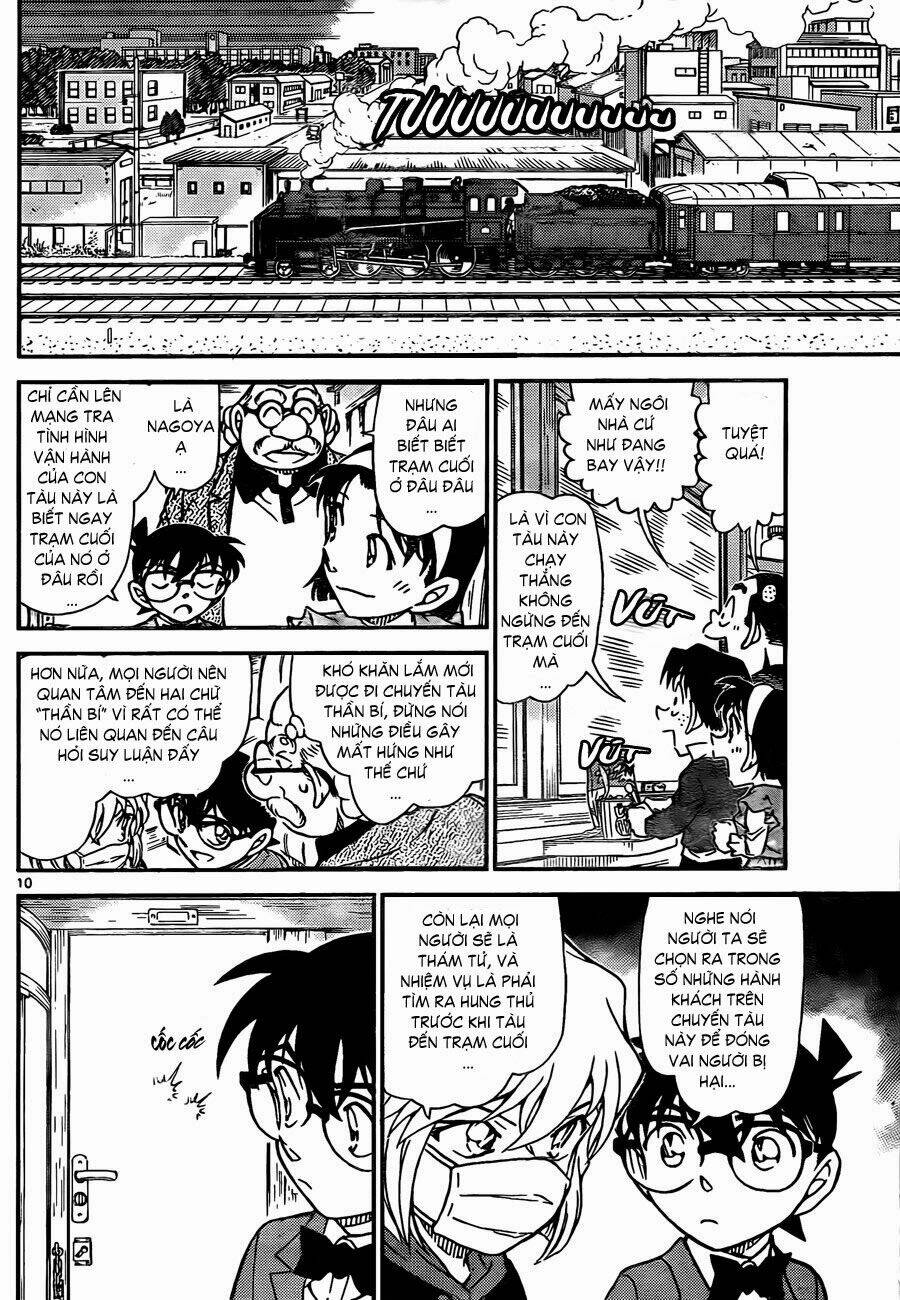 TUUUUUUUUUUUU
TUYỆT
QUÁ!
MẤY NGÔI
NHÀ CỨ
NHƯ ĐANG
BAY VẬY!!
LÀ VÌ CON
TÀU NÀY
CHẠY
THẲNG
KHÔNG
NGỪNG ĐẾN
TRẠM CUỐI
MÀ
...
VÚT
VÚT
NHƯNG
ĐÂU AI
BIẾT BIẾT
TRẠM CUỐI
Ở ĐÂU ĐÂU
...
LÀ
NAGOYA
Ạ
...
CHỈ CẦN LÊN
MẠNG TRA
TÌNH HÌNH
VẬN HÀNH
CỦA CON
TÀU NÀY LÀ
BIẾT NGAY
TRẠM CUỐI
CỦA NÓ Ở
ĐÂU RỒI
...
KHÓ KHĂN LẮM MỚI
ĐƯỢC ĐI CHUYẾN TÀU
THẦN BÍ, ĐỪNG NÓI
NHỮNG ĐIỀU GÂY
MẤT HỨNG NHƯ
THẾ CHỨ
...
HƠN NỮA, MỌI NGƯỜI NÊN
QUAN TÂM ĐẾN HAI CHỮ
"THẦN BÍ" VÌ RẤT CÓ THỂ
NÓ LIÊN QUAN ĐẾN CÂU
HỎI SUY LUẬN ĐẤY
...
10
NGHE NÓI
NGƯỜI TA SẼ
CHỌN RA TRONG
SỐ NHỮNG HÀNH
KHÁCH TRÊN
CHUYẾN TÀU
NÀY ĐỂ ĐÓNG
VAI NGƯỜI BỊ
HẠI...
CÒN LẠI MỌI
NGƯỜI SẼ LÀ
THÁM TỬ, VÀ
NHIỆM VỤ LÀ PHẢI
TÌM RA HUNG THỦ
TRƯỚC KHI TÀU
ĐẾN TRẠM CUỐI
...
CỐC CỐC